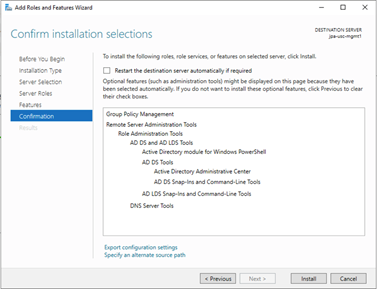 Add Roles and Features Wizard
Confirm installation selections
DESTINATION SERVER
jpa-usc-mgmt1
Before You Begin
Installation Type
Server Selection
Server Roles
Features
Confirmation
Results
To install the following roles, role services, or features on selected server, click Install.
Restart the destination server automatically if required
Optional features (such as administration tools) might be displayed on this page because they
have been selected automatically. If you do not want to install these optional features, click Previous to clear
their check boxes.
Group Policy Management
Remote Server Administration Tools
Role Administration Tools
AD DS and AD LDS Tools
Active Directory module for Windows PowerShell
AD DS Tools
Active Directory Administrative Center
AD DS Snap-Ins and Command-Line Tools
AD LDS Snap-Ins and Command-Line Tools
DNS Server Tools
Export configuration settings
Specify an alternate source path
< Previous
Next >
Install
Cancel